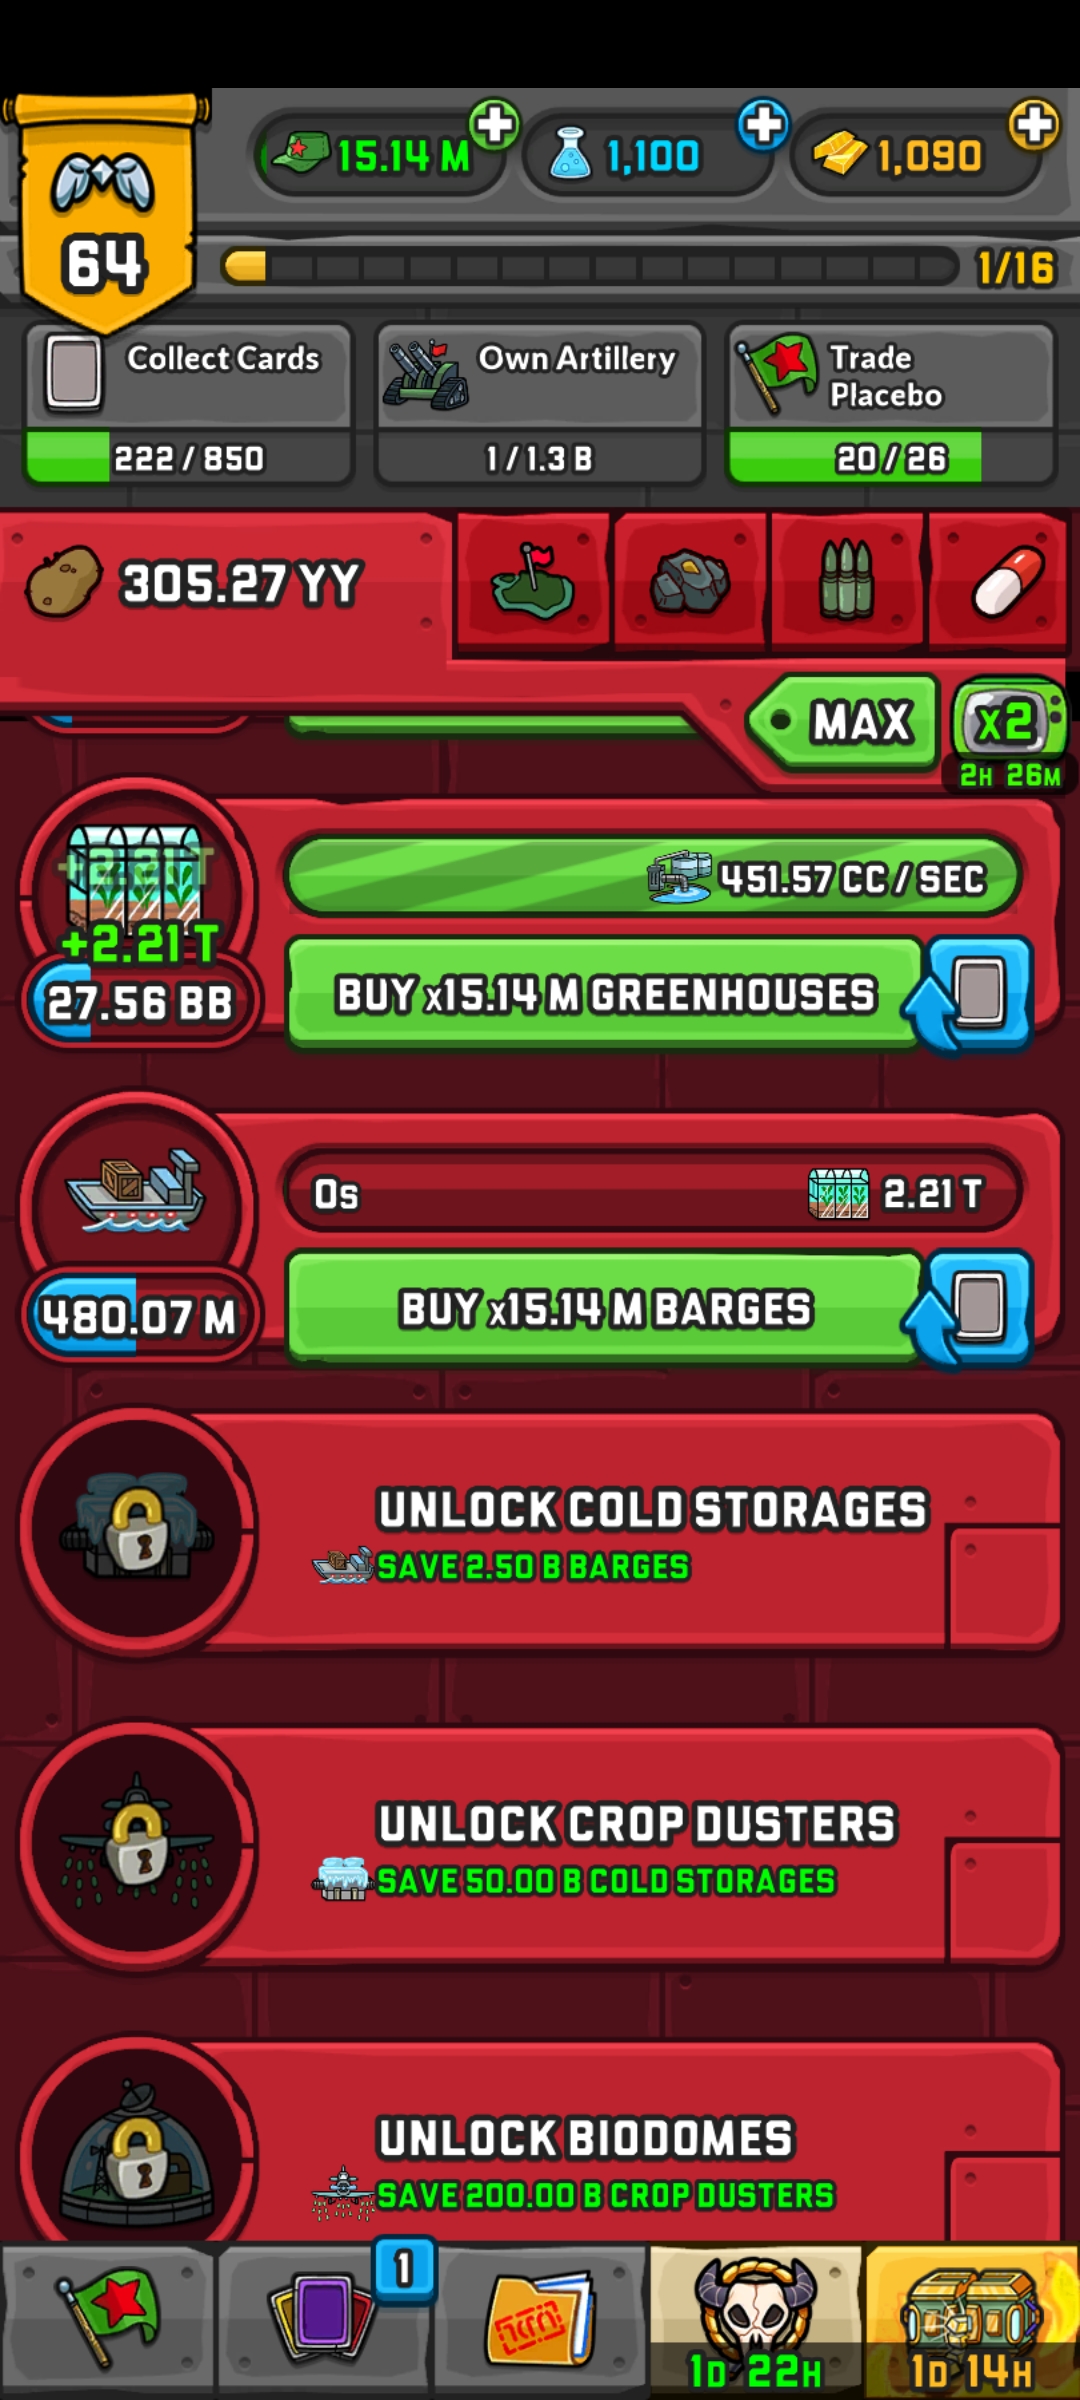 64
15.14 M
1,100
1,090
1/16
Collect Cards
222 / 850
Own Artillery
1 / 1.3 B
Trade
Placebo
20 / 26
305.27 YY
MAX
x2
2H 26M
451.57 CC / SEC
+2.21 T
+2.21 T
27.56 BB
BUY x15.14 M GREENHOUSES
0s
2.21 T
480.07 M
BUY x15.14 M BARGES
UNLOCK COLD STORAGES
SAVE 2.50 B BARGES
UNLOCK CROP DUSTERS
SAVE 50.00 B COLD STORAGES
UNLOCK BIODOMES
SAVE 200.00 B CROP DUSTERS
1
1D 22H
1D 14H